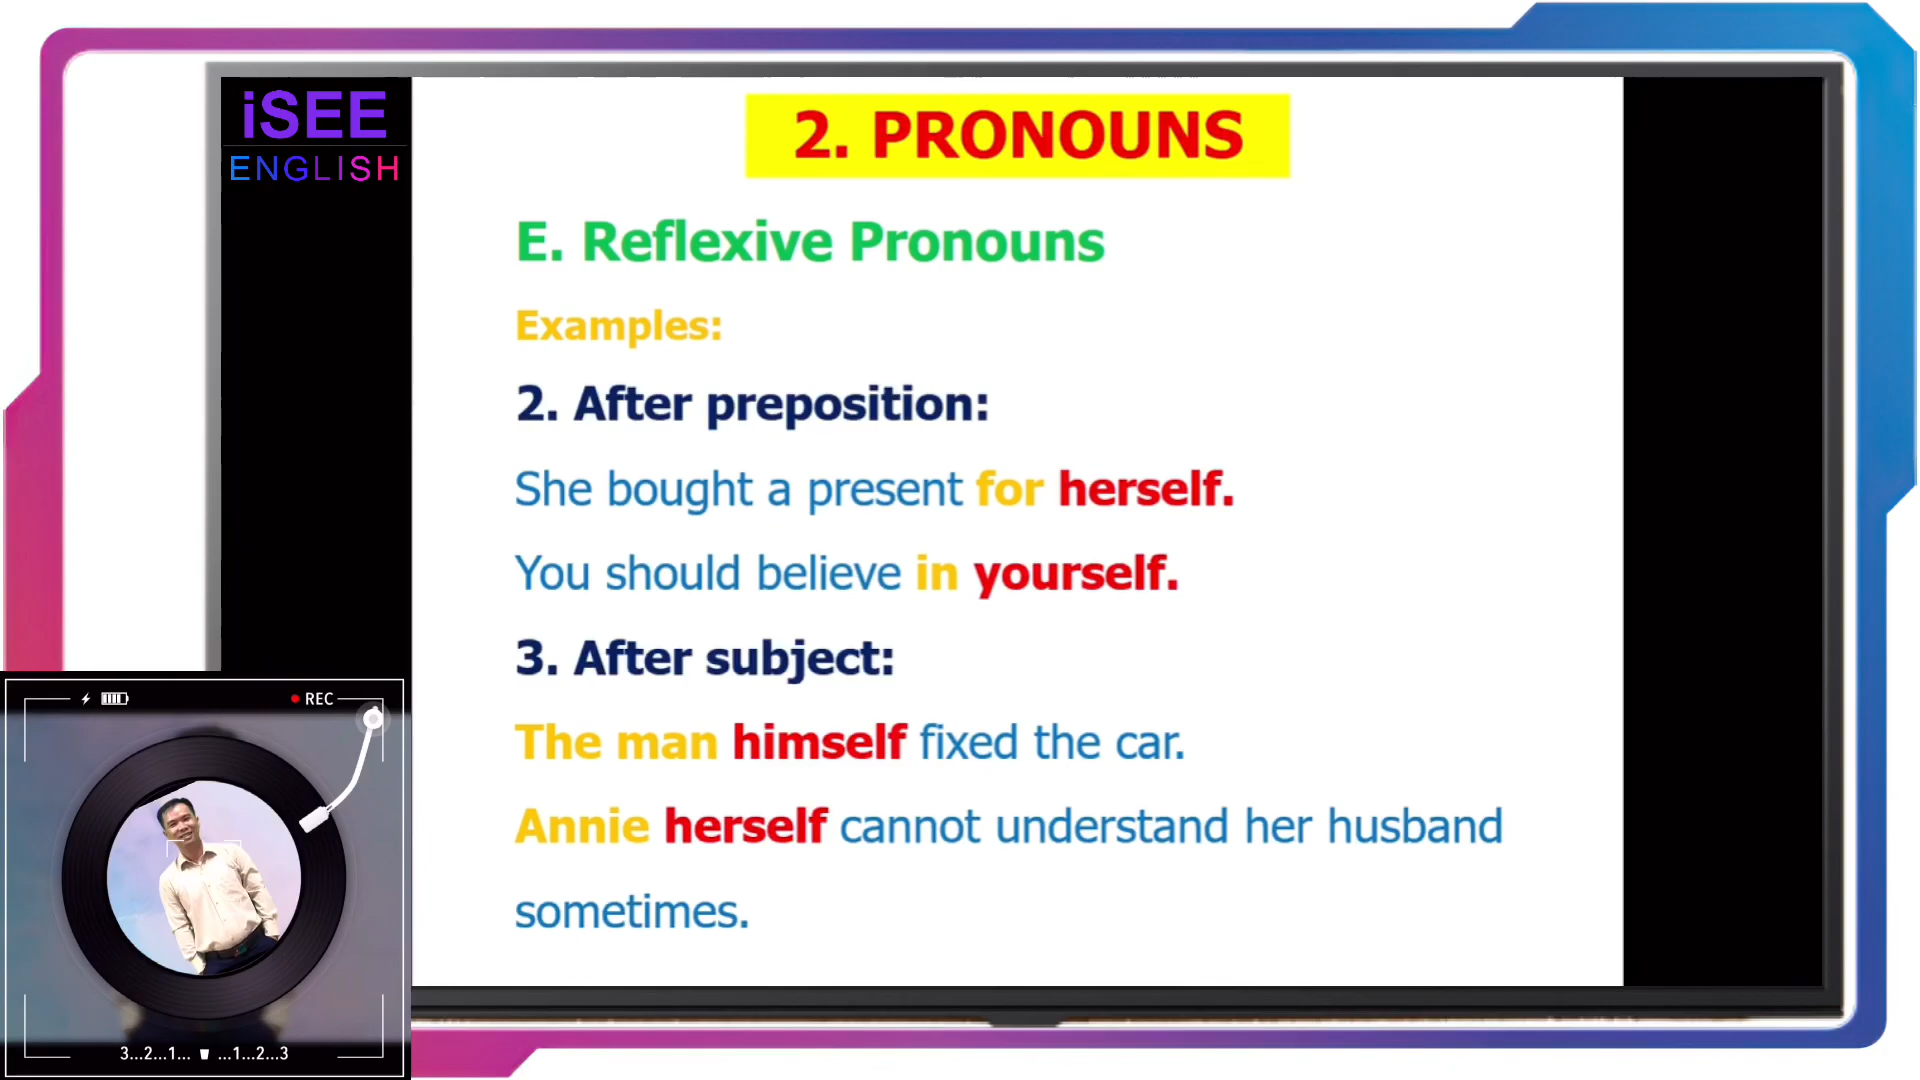 iSEE
ENGLISH
2. PRONOUNS
E. Reflexive Pronouns
Examples:
2. After preposition:
She bought a present for herself.
You should believe in yourself.
3. After subject:
The man himself fixed the car.
Annie herself cannot understand her husband
sometimes.
REC
3...2...1... ...1...2...3